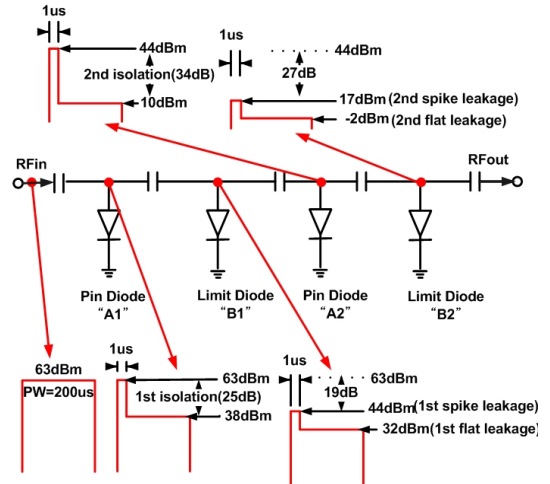 1us
44dBm
2nd isolation(34dB)
10dBm
1us
44dBm
27dB
17dBm(2nd spike leakage)
-2dBm(2nd flat leakage)
RFin
RFout
Pin Diode
"A1"
Limit Diode
"B1"
Pin Diode
"A2"
Limit Diode
"B2"
63dBm
PW=200us
1us
63dBm
1st isolation(25dB)
38dBm
1us
63dBm
19dB
44dBm(1st spike leakage)
32dBm(1st flat leakage)